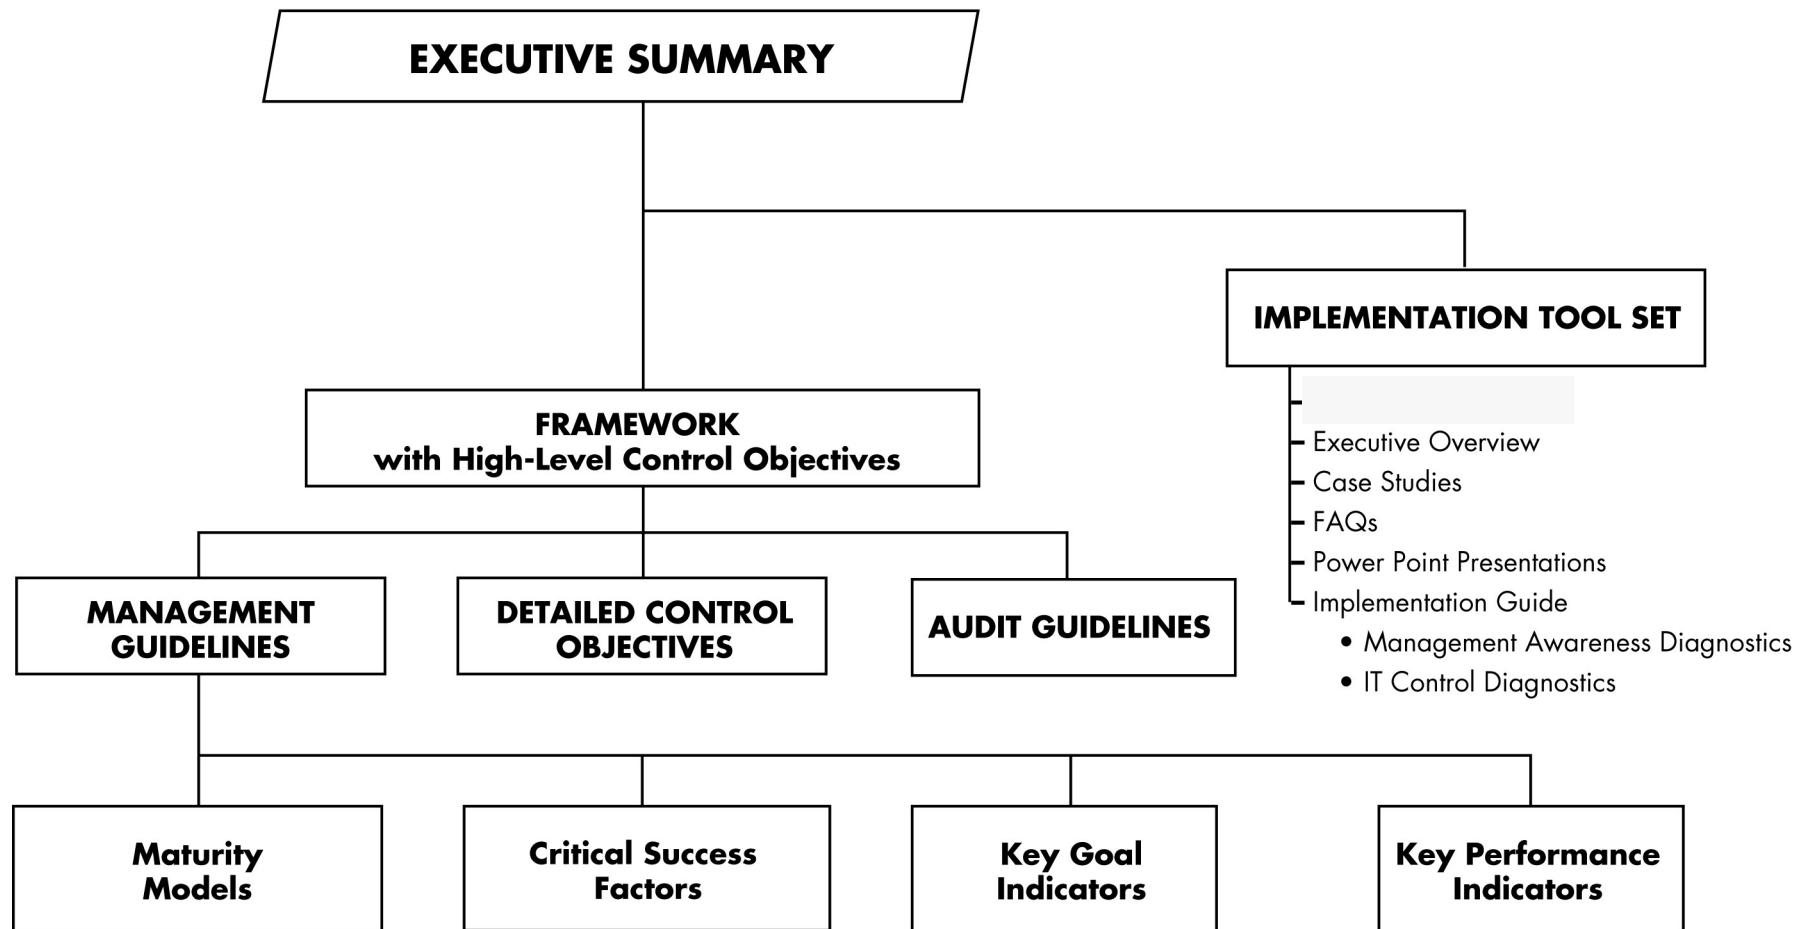 EXECUTIVE SUMMARY
IMPLEMENTATION TOOL SET
Executive Overview
Case Studies
FAQs
Power Point Presentations
Implementation Guide
• Management Awareness Diagnostics
• IT Control Diagnostics
FRAMEWORK
with High-Level Control Objectives
MANAGEMENT
GUIDELINES
DETAILED CONTROL
OBJECTIVES
AUDIT GUIDELINES
Maturity
Models
Critical Success
Factors
Key Goal
Indicators
Key Performance
Indicators